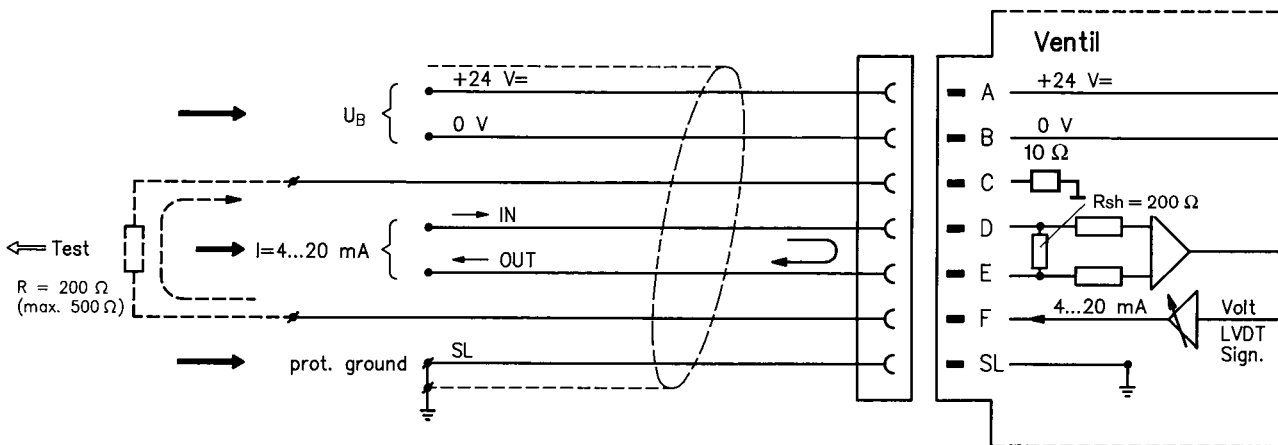 Ventil
+24 V=
A
+24 V=
U_B
0 V
B
0 V
10 Ω
C
IN
D
Rsh = 200 Ω
Test
I=4...20 mA
OUT
E
R = 200 Ω
(max. 500 Ω)
F
4...20 mA
Volt
LVDT
Sign.
prot. ground
SL
SL